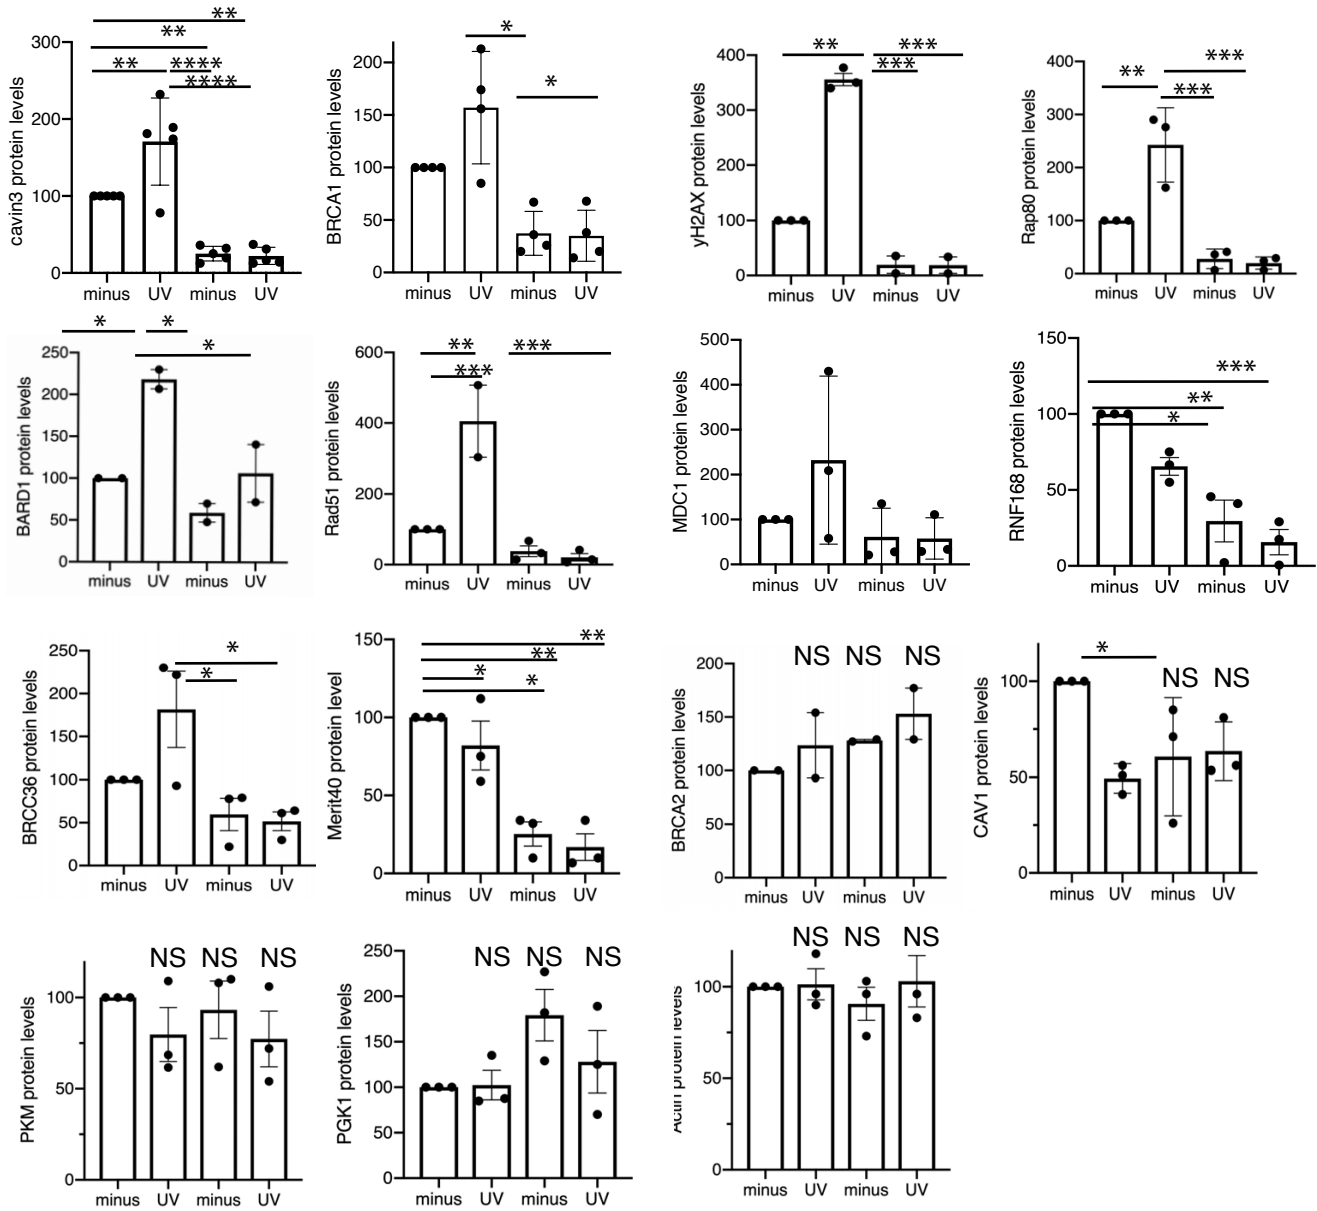 cavin3 protein levels
**
**
** ****
****
300
200
100
0
minus UV minus UV
BRCA1 protein levels
*
*
200
150
100
50
0
minus UV minus UV
yH2AX protein levels
** ***
***
400
300
200
100
0
minus UV minus UV
Rap80 protein levels
***
**
***
400
300
200
100
0
minus UV minus UV
BARD1 protein levels
* *
*
250
200
150
100
50
0
minus UV minus UV
Rad51 protein levels
** ***
***
600
400
200
0
minus UV minus UV
MDC1 protein levels
500
400
300
200
100
0
minus UV minus UV
RNF168 protein levels
***
**
*
150
100
50
0
minus UV minus UV
BRCC36 protein levels
*
*
250
200
150
100
50
0
minus UV minus UV
Merit40 protein level
**
**
*
*
150
100
50
0
minus UV minus UV
BRCA2 protein levels
NS NS NS
200
150
100
50
0
minus UV minus UV
CAV1 protein levels
*
NS NS
100
50
0
minus UV minus UV
PKM protein levels
NS NS NS
100
50
0
minus UV minus UV
PGK1 protein levels
NS NS NS
250
200
150
100
50
0
minus UV minus UV
Actin protein levels
NS NS NS
100
50
0
minus UV minus UV